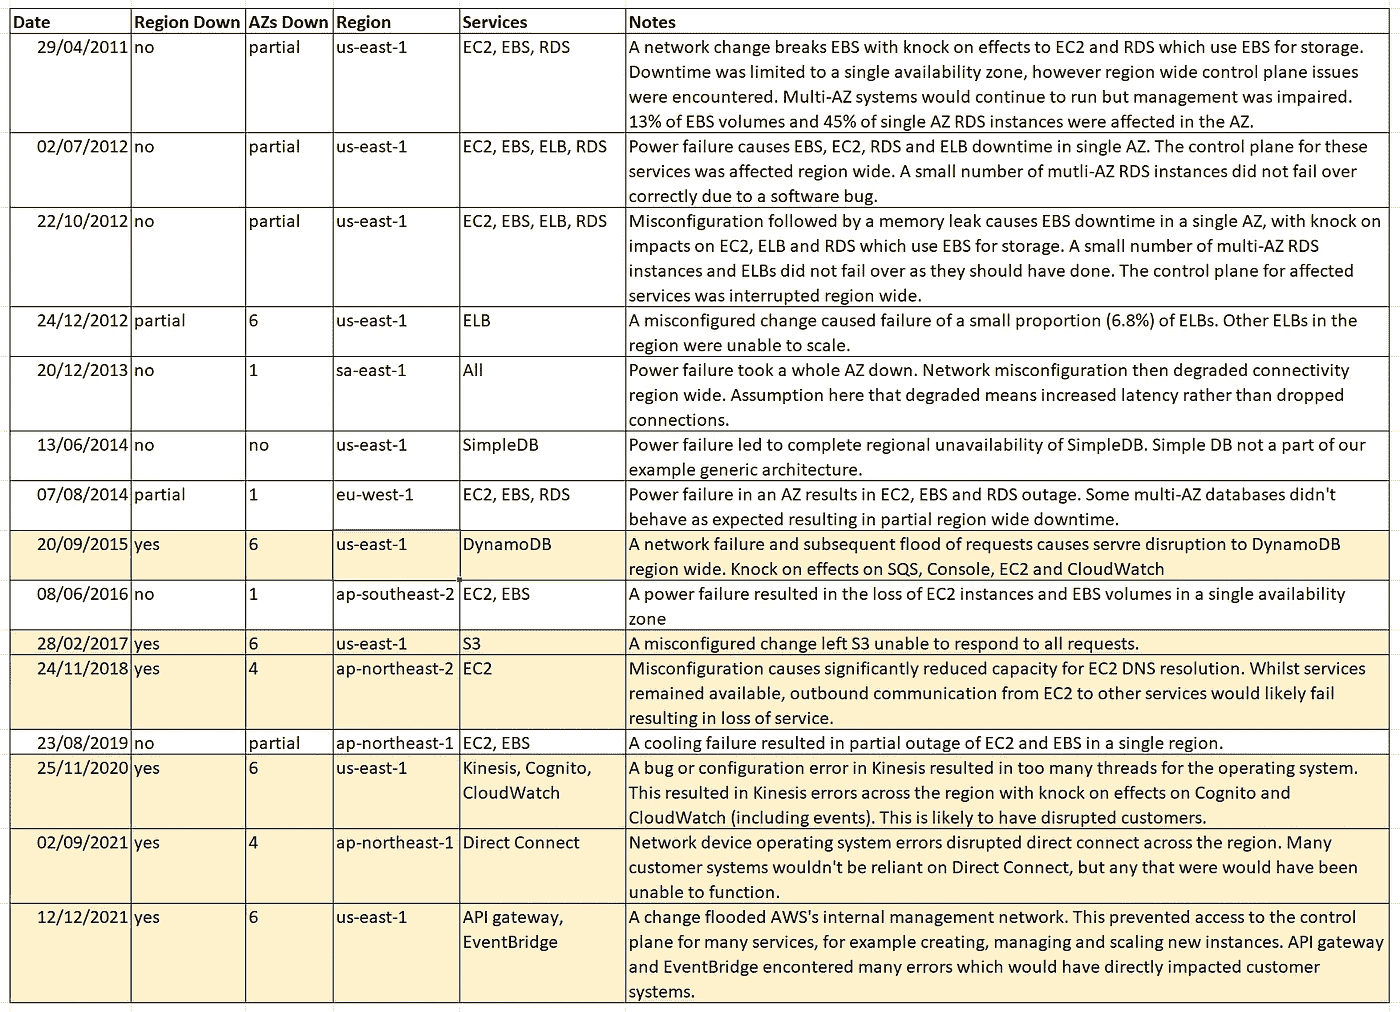 Date Region Down AZs Down Region Services Notes
29/04/2011 no partial us-east-1 EC2, EBS, RDS A network change breaks EBS with knock on effects to EC2 and RDS which use EBS for storage.
Downtime was limited to a single availability zone, however region wide control plane issues
were encountered. Multi-AZ systems would continue to run but management was impaired.
13% of EBS volumes and 45% of single AZ RDS instances were affected in the AZ.
02/07/2012 no partial us-east-1 EC2, EBS, ELB, RDS Power failure causes EBS, EC2, RDS and ELB downtime in single AZ. The control plane for these
services was affected region wide. A small number of mutli-AZ RDS instances did not fail over
correctly due to a software bug.
22/10/2012 no partial us-east-1 EC2, EBS, ELB, RDS Misconfiguration followed by a memory leak causes EBS downtime in a single AZ, with knock on
impacts on EC2, ELB and RDS which use EBS for storage. A small number of multi-AZ RDS
instances and ELBs did not fail over as they should have done. The control plane for affected
services was interrupted region wide.
24/12/2012 partial 6 us-east-1 ELB A misconfigured change caused failure of a small proportion (6.8%) of ELBs. Other ELBs in the
region were unable to scale.
20/12/2013 no 1 sa-east-1 All Power failure took a whole AZ down. Network misconfiguration then degraded connectivity
region wide. Assumption here that degraded means increased latency rather than dropped
connections.
13/06/2014 no no us-east-1 SimpleDB Power failure led to complete regional unavailability of SimpleDB. Simple DB not a part of our
example generic architecture.
07/08/2014 partial 1 eu-west-1 EC2, EBS, RDS Power failure in an AZ results in EC2, EBS and RDS outage. Some multi-AZ databases didn't
behave as expected resulting in partial region wide downtime.
20/09/2015 yes 6 us-east-1 DynamoDB A network failure and subsequent flood of requests causes servre disruption to DynamoDB
region wide. Knock on effects on SQS, Console, EC2 and CloudWatch
08/06/2016 no 1 ap-southeast-2 EC2, EBS A power failure resulted in the loss of EC2 instances and EBS volumes in a single availability
zone
28/02/2017 yes 6 us-east-1 S3 A misconfigured change left S3 unable to respond to all requests.
24/11/2018 yes 4 ap-northeast-2 EC2 Misconfiguration causes significantly reduced capacity for EC2 DNS resolution. Whilst services
remained available, outbound communication from EC2 to other services would likely fail
resulting in loss of service.
23/08/2019 no partial ap-northeast-1 EC2, EBS A cooling failure resulted in partial outage of EC2 and EBS in a single region.
25/11/2020 yes 6 us-east-1 Kinesis, Cognito, A bug or configuration error in Kinesis resulted in too many threads for the operating system.
CloudWatch This resulted in Kinesis errors across the region with knock on effects on Cognito and
CloudWatch (including events). This is likely to have disrupted customers.
02/09/2021 yes 4 ap-northeast-1 Direct Connect Network device operating system errors disrupted direct connect across the region. Many
customer systems wouldn't be reliant on Direct Connect, but any that were would have been
unable to function.
12/12/2021 yes 6 us-east-1 API gateway, A change flooded AWS's internal management network. This prevented access to the control
EventBridge plane for many services, for example creating, managing and scaling new instances. API gateway
and EventBridge encontered many errors which would have directly impacted customer
systems.